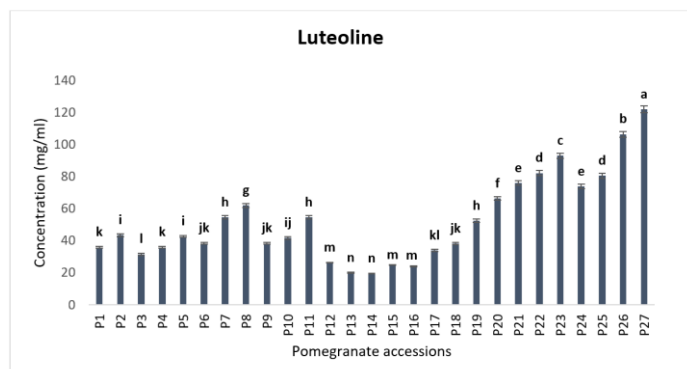 Luteoline
Concentration (mg/ml)
140
120
100
80
60
40
20
0
k i l k i jk h g jk ij h m n n m m kl jk h f e d c e d b a
P1 P2 P3 P4 P5 P6 P7 P8 P9 P10 P11 P12 P13 P14 P15 P16 P17 P18 P19 P20 P21 P22 P23 P24 P25 P26 P27
Pomegranate accessions